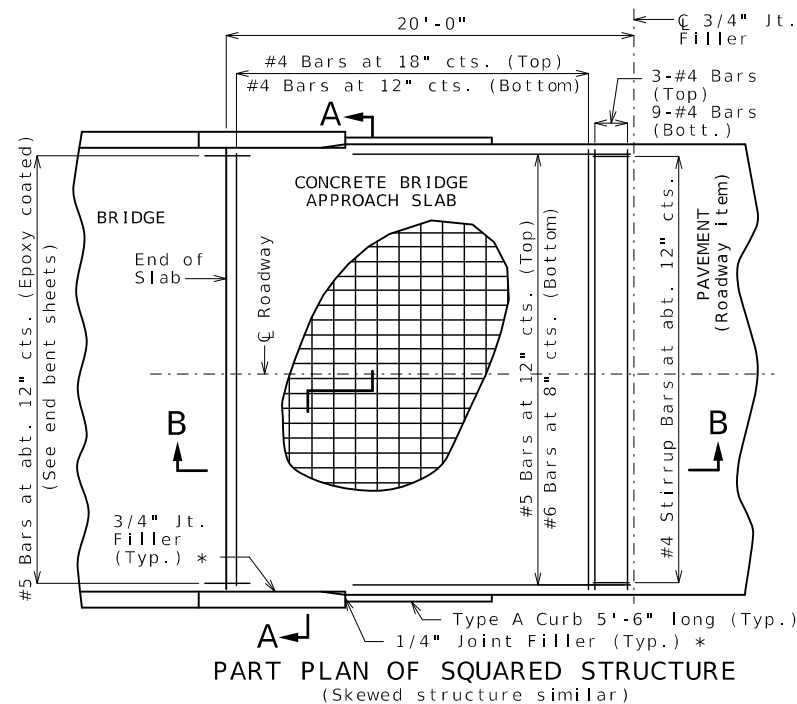 20'-0"
℄ 3/4" Jt.
Filler
#4 Bars at 18" cts. (Top)
#4 Bars at 12" cts. (Bottom)
3-#4 Bars
(Top)
9-#4 Bars
(Bott.)
A
CONCRETE BRIDGE
APPROACH SLAB
BRIDGE
End of
Slab
℄ Roadway
#5 Bars at abt. 12" cts. (Epoxy coated)
(See end bent sheets)
#5 Bars at 12" cts. (Top)
#6 Bars at 8" cts. (Bottom)
#4 Stirrup Bars at abt. 12" cts.
PAVEMENT
(Roadway item)
B
B
3/4" Jt.
Filler
(Typ.) *
A
Type A Curb 5'-6" long (Typ.)
1/4" Joint Filler (Typ.) *
PART PLAN OF SQUARED STRUCTURE
(Skewed structure similar)